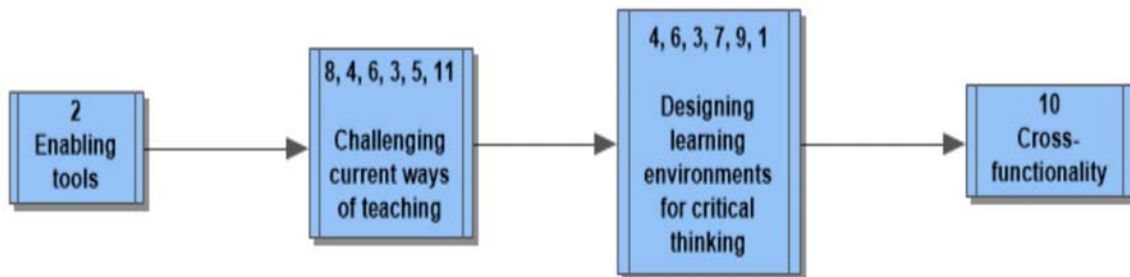 2
Enabling
tools
8, 4, 6, 3, 5, 11
Challenging
current ways
of teaching
4, 6, 3, 7, 9, 1
Designing
learning
environments
for critical
thinking
10
Cross-
functionality